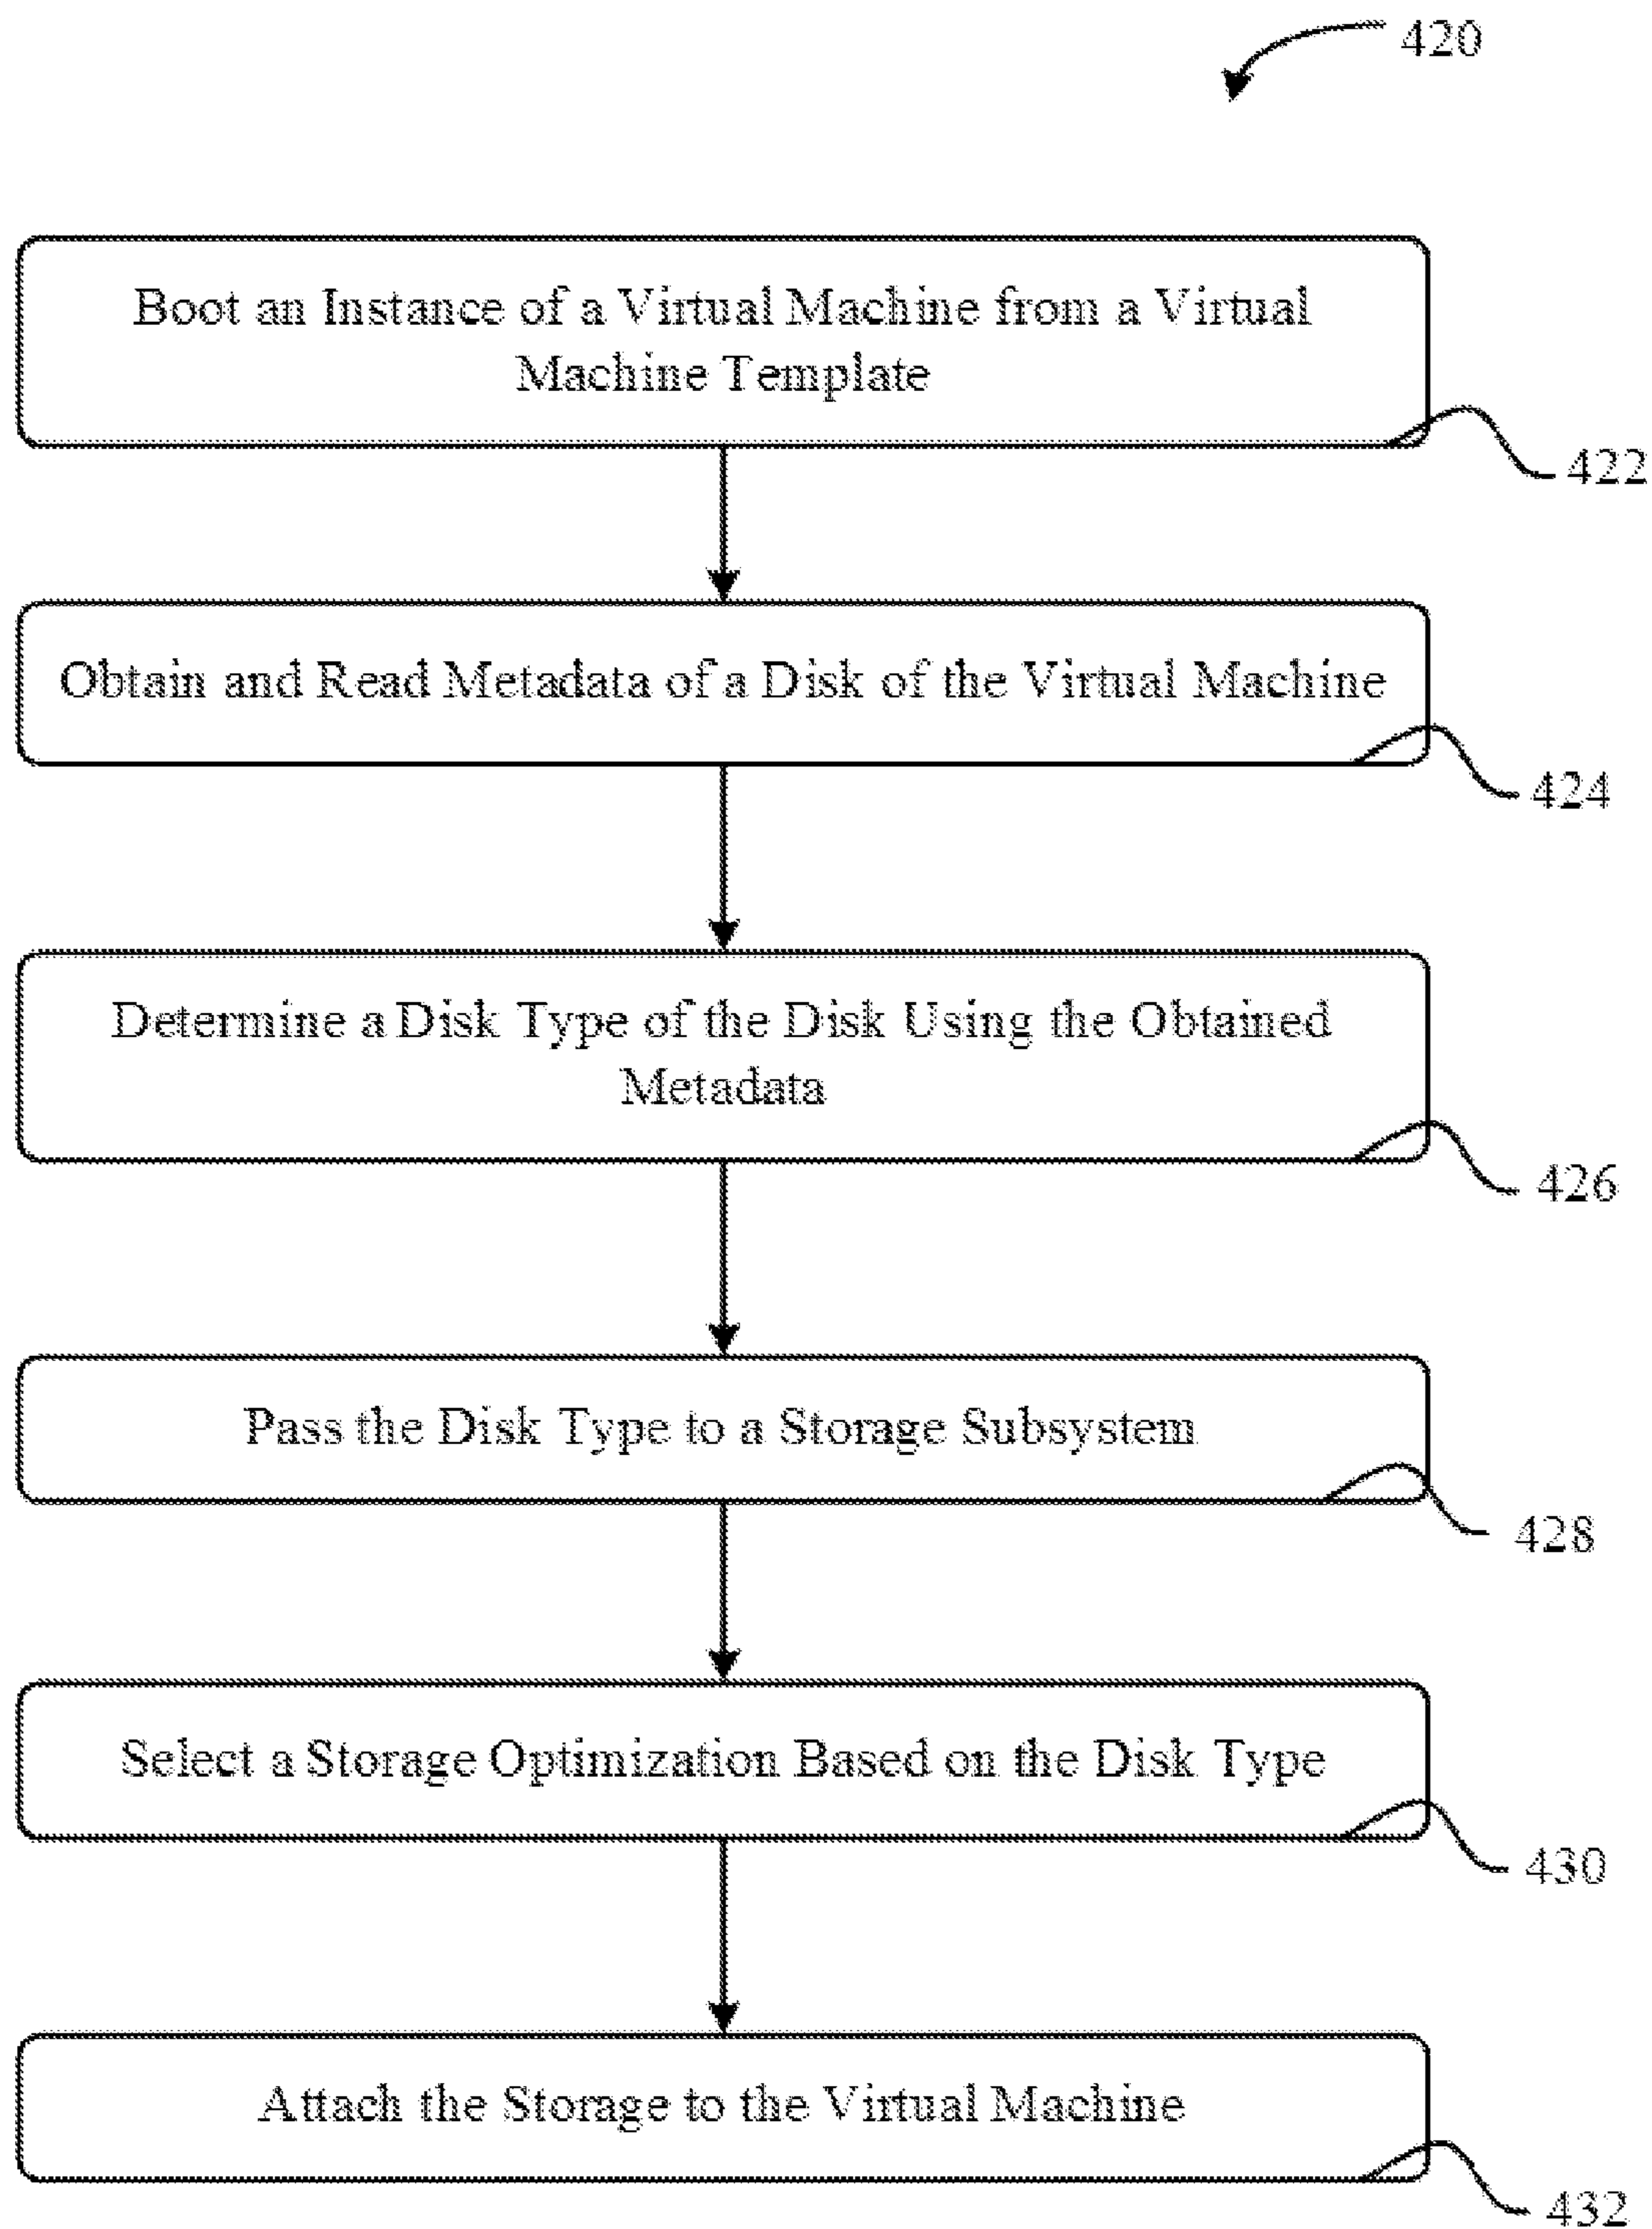 420
Boot an Instance of a Virtual Machine from a Virtual
Machine Template
422
Obtain and Read Metadata of a Disk of the Virtual Machine
424
Determine a Disk Type of the Disk Using the Obtained
Metadata
426
Pass the Disk Type to a Storage Subsystem
428
Select a Storage Optimization Based on the Disk Type
430
Attach the Storage to the Virtual Machine
432